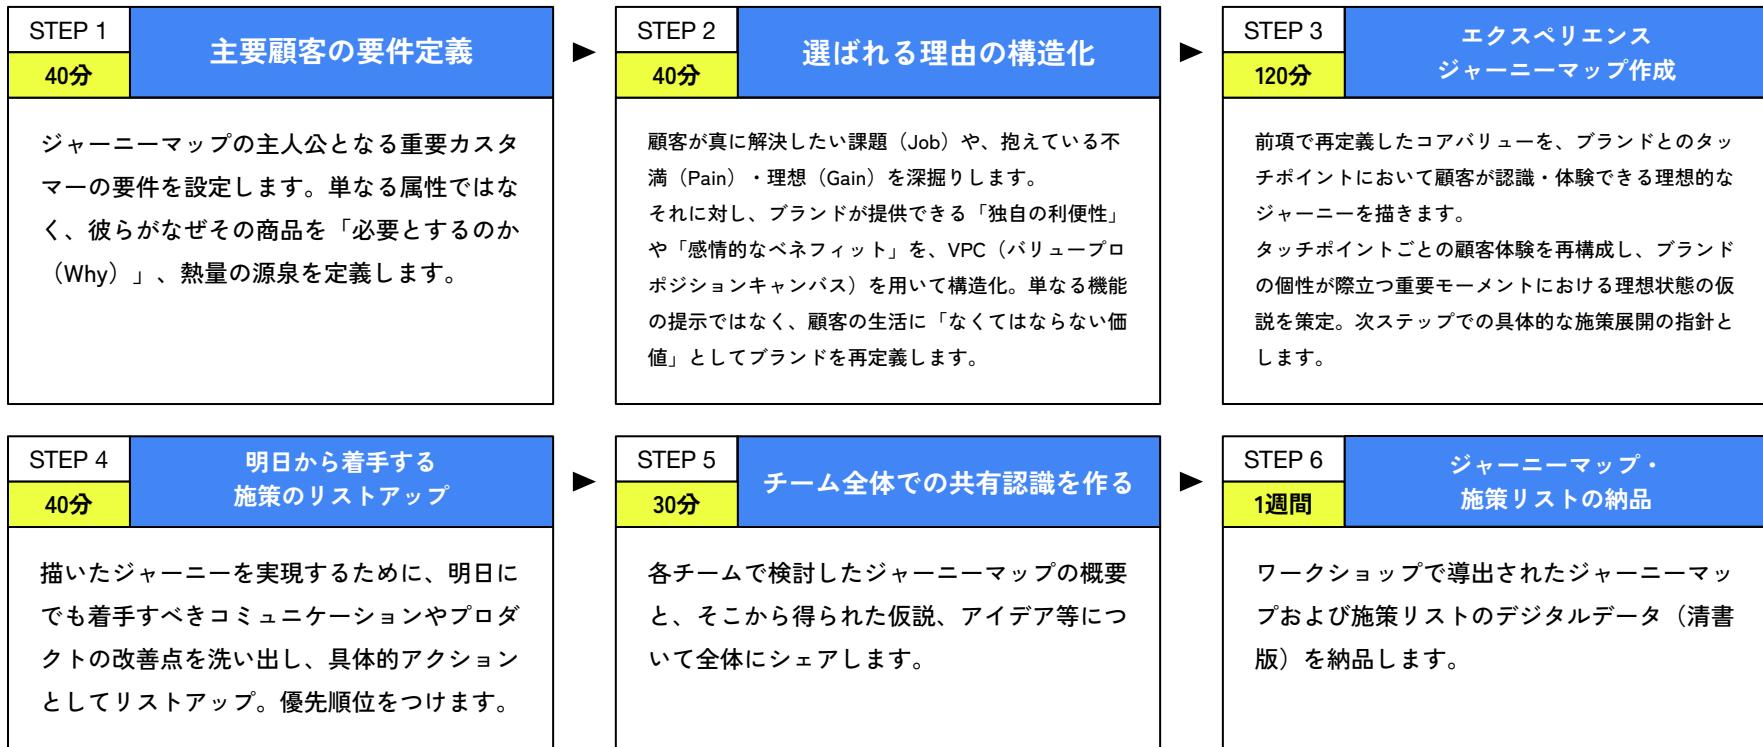 STEP 1
40分
主要顧客の要件定義
ジャーニーマップの主人公となる重要カスタ
マーの要件を設定します。単なる属性ではな
く、彼らがなぜその商品を「必要とするのか
（Why）」、熱量の源泉を定義します。
STEP 2
40分
選ばれる理由の構造化
顧客が真に解決したい課題（Job）や、抱えている不
満（Pain）・理想（Gain）を深掘りします。
それに対し、ブランドが提供できる「独自の利便性」
や「感情的なベネフィット」を、VPC（バリュープロ
ポジションキャンバス）を用いて構造化。単なる機能
の提示ではなく、顧客の生活に「なくてはならない価
値」としてブランドを再定義します。
STEP 3
120分
エクスペリエンス
ジャーニーマップ作成
前項で再定義したコアバリューを、ブランドとのタッ
チポイントにおいて顧客が認識・体験できる理想的な
ジャーニーを描きます。
タッチポイントごとの顧客体験を再構成し、ブランド
の個性が際立つ重要モーメントにおける理想状態の仮
説を策定。次ステップでの具体的な施策展開の指針と
します。
STEP 4
40分
明日から着手する
施策のリストアップ
描いたジャーニーを実現するために、明日に
でも着手すべきコミュニケーションやプロダ
クトの改善点を洗い出し、具体的アクション
としてリストアップ。優先順位をつけます。
STEP 5
30分
チーム全体での共有認識を作る
各チームで検討したジャーニーマップの概要
と、そこから得られた仮説、アイデア等につ
いて全体にシェアします。
STEP 6
1週間
ジャーニーマップ・
施策リストの納品
ワークショップで導出されたジャーニーマッ
プおよび施策リストのデジタルデータ（清書
版）を納品します。